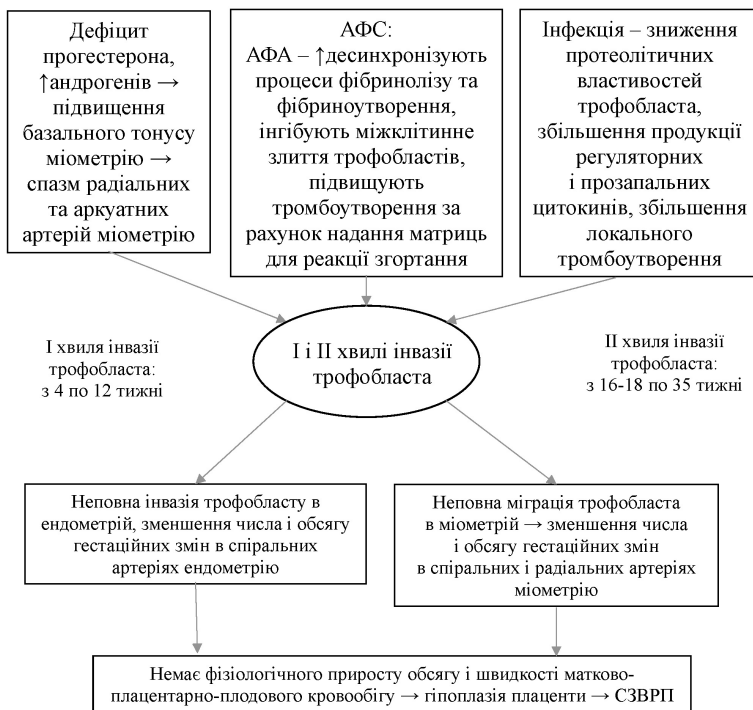 Дефіцит
прогестерона,
↑андрогенів →
підвищення
базального тонусу
міометрію →
спазм радіальних
та аркуатних
артерій міометрію
АФС:
АФА – ↑десинхронізують
процеси фібринолізу та
фібриноутворення,
інгібують міжклітинне
злиття трофобластів,
підвищують
тромбоутворення за
рахунок надання матриць
для реакції згортання
Інфекція – зниження
протеолітичних
властивостей
трофобласта,
збільшення продукції
регуляторних
і прозапальних
цитокинів, збільшення
локального
тромбоутворення
І хвиля інвазії
трофобласта:
з 4 по 12 тижні
І і ІІ хвилі інвазії
трофобласта
ІІ хвиля інвазії
трофобласта:
з 16-18 по 35 тижні
Неповна інвазія трофобласту в
ендометрій, зменшення числа і обсягу
гестаційних змін в спіральних
артеріях ендометрію
Неповна міграція трофобласта
в міометрій → зменшення числа
і обсягу гестаційних змін
в спіральних і радіальних артеріях
міометрію
Немає фізіологічного приросту обсягу і швидкості матково-
плацентарно-плодового кровообігу → гіпоплазія плаценти → СЗВРП